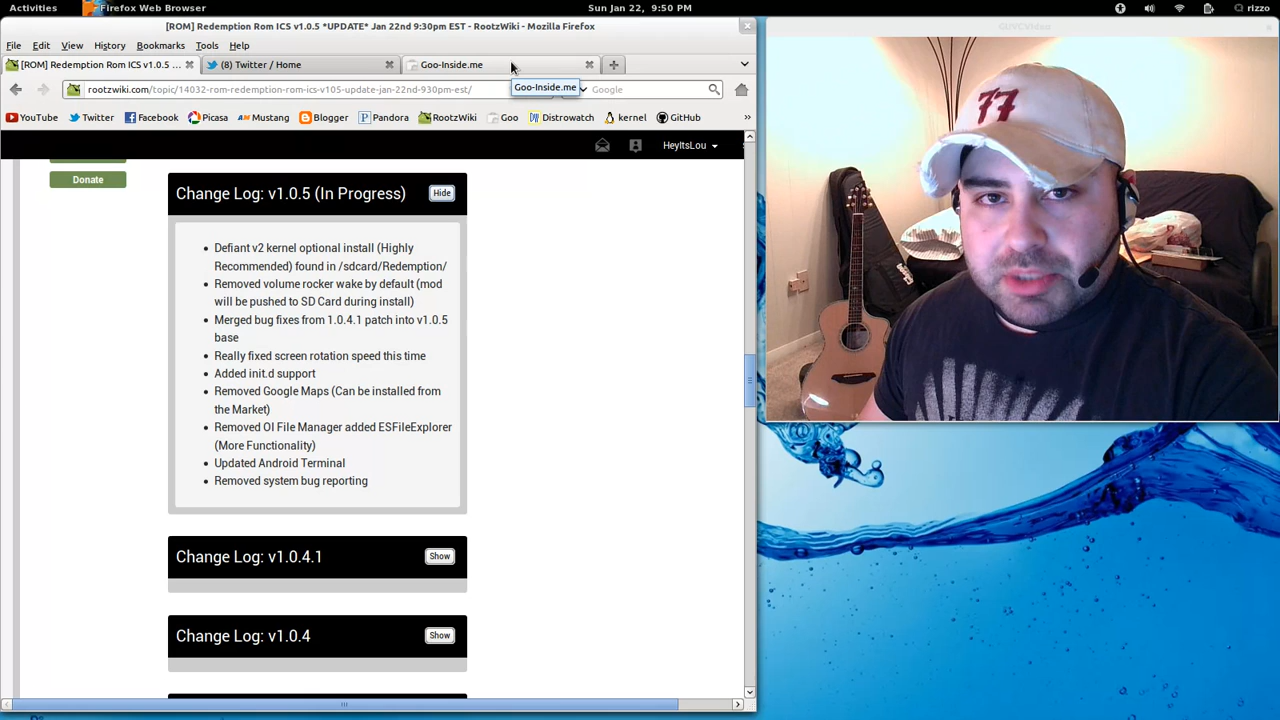 Activities Firefox Web Browser Sun Jan 22, 9:50 PM rizzo
[ROM] Redemption Rom ICS v1.0.5 *UPDATE* Jan 22nd 9:30pm EST - RootzWiki - Mozilla Firefox
File Edit View History Bookmarks Tools Help
[ROM] Redemption Rom ICS v1.0.5 ... (8) Twitter / Home Goo-Inside.me
rootzwiki.com/topic/14032-rom-redemption-rom-ics-v105-update-jan-22nd-930pm-est/ Google
Goo-Inside.me
YouTube Twitter Facebook Picasa Mustang Blogger Pandora RootzWiki Goo Distrowatch kernel GitHub »
HeyItsLou
Donate
Change Log: v1.0.5 (In Progress) Hide
• Defiant v2 kernel optional install (Highly
Recommended) found in /sdcard/Redemption/
• Removed volume rocker wake by default (mod
will be pushed to SD Card during install)
• Merged bug fixes from 1.0.4.1 patch into v1.0.5
base
• Really fixed screen rotation speed this time
• Added init.d support
• Removed Google Maps (Can be installed from
the Market)
• Removed OI File Manager added ESFileExplorer
(More Functionality)
• Updated Android Terminal
• Removed system bug reporting
Change Log: v1.0.4.1 Show
Change Log: v1.0.4 Show
77